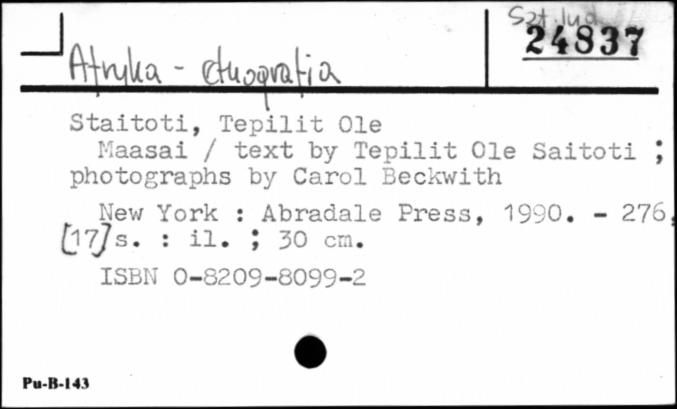 Szt. lud.
24837
Afryka - etnografia
Staitoti, Tepilit Ole
Maasai / text by Tepilit Ole Saitoti ;
photographs by Carol Beckwith
New York : Abradale Press, 1990. - 276,
[17]s. : il. ; 30 cm.
ISBN 0-8209-8099-2
Pu-B-143